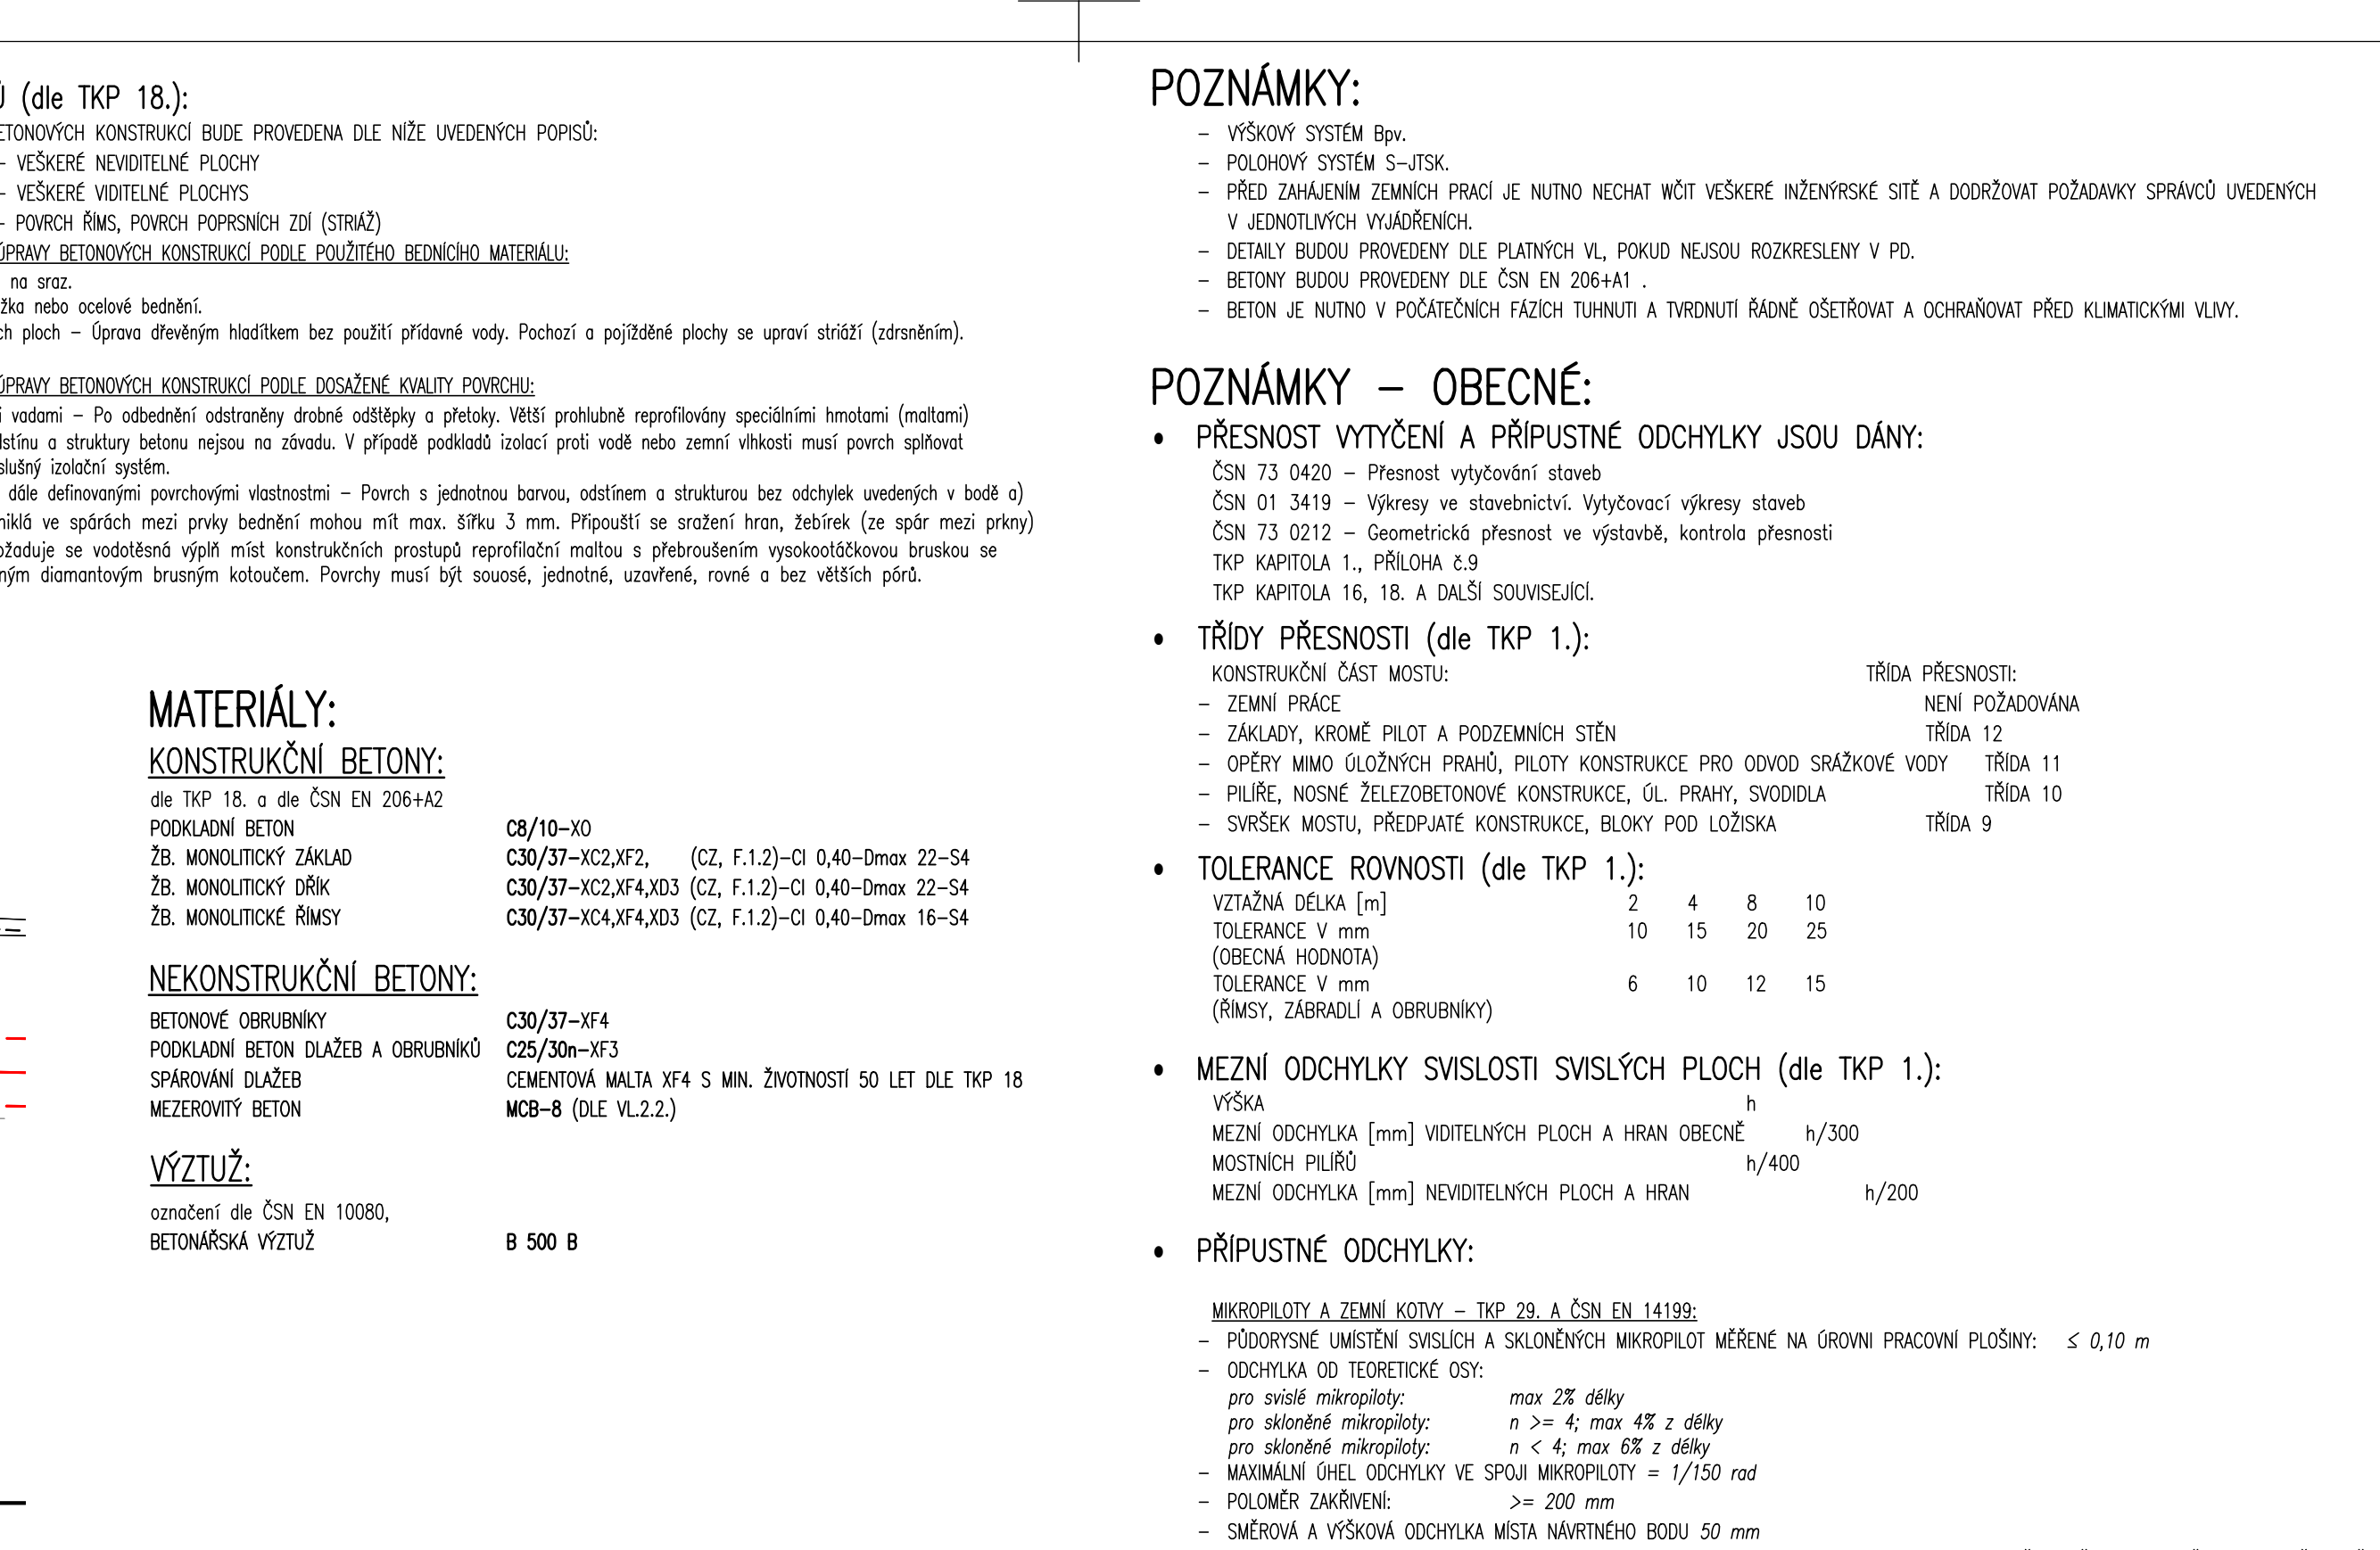 (dle TKP 18.):
BETONOVÝCH KONSTRUKCÍ BUDE PROVEDENA DLE NÍŽE UVEDENÝCH POPISŮ:
– VEŠKERÉ NEVIDITELNÉ PLOCHY
– VEŠKERÉ VIDITELNÉ PLOCHYS
– POVRCH ŘÍMS, POVRCH POPRSNÍCH ZDÍ (STRIÁŽ)
ÚPRAVY BETONOVÝCH KONSTRUKCÍ PODLE POUŽITÉHO BEDNÍCÍHO MATERIÁLU:
na sraz.
nebo ocelové bednění.
ploch – Úprava dřevěným hladítkem bez použití přídavné vody. Pochozí a pojížděné plochy se upraví striáží (zdrsněním).
ÚPRAVY BETONOVÝCH KONSTRUKCÍ PODLE DOSAŽENÉ KVALITY POVRCHU:
vadami – Po odbednění odstraněny drobné odštěpky a přetoky. Větší prohlubně reprofilovány speciálními hmotami (maltami)
a struktury betonu nejsou na závadu. V případě podkladů izolací proti vodě nebo zemní vlhkosti musí povrch splňovat
izolační systém.
dále definovanými povrchovými vlastnostmi – Povrch s jednotnou barvou, odstínem a strukturou bez odchylek uvedených v bodě a)
ve spárách mezi prvky bednění mohou mít max. šířku 3 mm. Připouští se sražení hran, žebírek (ze spár mezi prkny)
se vodotěsná výplň míst konstrukčních prostupů reprofilační maltou s přebroušením vysokootáčkovou bruskou se
diamantovým brusným kotoučem. Povrchy musí být souosé, jednotné, uzavřené, rovné a bez větších pórů.
MATERIÁLY:
KONSTRUKČNÍ BETONY:
dle TKP 18. a dle ČSN EN 206+A2
PODKLADNÍ BETON C8/10–X0
ŽB. MONOLITICKÝ ZÁKLAD C30/37–XC2,XF2, (CZ, F.1.2)–Cl 0,40–Dmax 22–S4
ŽB. MONOLITICKÝ DŘÍK C30/37–XC2,XF4,XD3 (CZ, F.1.2)–Cl 0,40–Dmax 22–S4
ŽB. MONOLITICKÉ ŘÍMSY C30/37–XC4,XF4,XD3 (CZ, F.1.2)–Cl 0,40–Dmax 16–S4
NEKONSTRUKČNÍ BETONY:
BETONOVÉ OBRUBNÍKY C30/37–XF4
PODKLADNÍ BETON DLAŽEB A OBRUBNÍKŮ C25/30n–XF3
SPÁROVÁNÍ DLAŽEB CEMENTOVÁ MALTA XF4 S MIN. ŽIVOTNOSTÍ 50 LET DLE TKP 18
MEZEROVITÝ BETON MCB–8 (DLE VL.2.2.)
VÝZTUŽ:
označení dle ČSN EN 10080,
BETONÁŘSKÁ VÝZTUŽ B 500 B
POZNÁMKY:
– VÝŠKOVÝ SYSTÉM Bpv.
– POLOHOVÝ SYSTÉM S–JTSK.
– PŘED ZAHÁJENÍM ZEMNÍCH PRACÍ JE NUTNO NECHAT WČIT VEŠKERÉ INŽENÝRSKÉ SITĚ A DODRŽOVAT POŽADAVKY SPRÁVCŮ UVEDENÝCH
V JEDNOTLIVÝCH VYJÁDŘENÍCH.
– DETAILY BUDOU PROVEDENY DLE PLATNÝCH VL, POKUD NEJSOU ROZKRESLENY V PD.
– BETONY BUDOU PROVEDENY DLE ČSN EN 206+A1 .
– BETON JE NUTNO V POČÁTEČNÍCH FÁZÍCH TUHNUTI A TVRDNUTÍ ŘÁDNĚ OŠETŘOVAT A OCHRAŇOVAT PŘED KLIMATICKÝMI VLIVY.
POZNÁMKY – OBECNÉ:
• PŘESNOST VYTYČENÍ A PŘÍPUSTNÉ ODCHYLKY JSOU DÁNY:
ČSN 73 0420 – Přesnost vytyčování staveb
ČSN 01 3419 – Výkresy ve stavebnictví. Vytyčovací výkresy staveb
ČSN 73 0212 – Geometrická přesnost ve výstavbě, kontrola přesnosti
TKP KAPITOLA 1., PŘÍLOHA č.9
TKP KAPITOLA 16, 18. A DALŠÍ SOUVISEJÍCÍ.
• TŘÍDY PŘESNOSTI (dle TKP 1.):
KONSTRUKČNÍ ČÁST MOSTU: TŘÍDA PŘESNOSTI:
– ZEMNÍ PRÁCE NENÍ POŽADOVÁNA
– ZÁKLADY, KROMĚ PILOT A PODZEMNÍCH STĚN TŘÍDA 12
– OPĚRY MIMO ÚLOŽNÝCH PRAHŮ, PILOTY KONSTRUKCE PRO ODVOD SRÁŽKOVÉ VODY TŘÍDA 11
– PILÍŘE, NOSNÉ ŽELEZOBETONOVÉ KONSTRUKCE, ÚL. PRAHY, SVODIDLA TŘÍDA 10
– SVRŠEK MOSTU, PŘEDPJATÉ KONSTRUKCE, BLOKY POD LOŽISKA TŘÍDA 9
• TOLERANCE ROVNOSTI (dle TKP 1.):
VZTAŽNÁ DÉLKA [m] 2 4 8 10
TOLERANCE V mm 10 15 20 25
(OBECNÁ HODNOTA)
TOLERANCE V mm 6 10 12 15
(ŘÍMSY, ZÁBRADLÍ A OBRUBNÍKY)
• MEZNÍ ODCHYLKY SVISLOSTI SVISLÝCH PLOCH (dle TKP 1.):
VÝŠKA h
MEZNÍ ODCHYLKA [mm] VIDITELNÝCH PLOCH A HRAN OBECNĚ h/300
MOSTNÍCH PILÍŘŮ h/400
MEZNÍ ODCHYLKA [mm] NEVIDITELNÝCH PLOCH A HRAN h/200
• PŘÍPUSTNÉ ODCHYLKY:
MIKROPILOTY A ZEMNÍ KOTVY – TKP 29. A ČSN EN 14199:
– PŮDORYSNÉ UMÍSTĚNÍ SVISLÍCH A SKLONĚNÝCH MIKROPILOT MĚŘENÉ NA ÚROVNI PRACOVNÍ PLOŠINY: ≤ 0,10 m
– ODCHYLKA OD TEORETICKÉ OSY:
pro svislé mikropiloty: max 2% délky
pro skloněné mikropiloty: n >= 4; max 4% z délky
pro skloněné mikropiloty: n < 4; max 6% z délky
– MAXIMÁLNÍ ÚHEL ODCHYLKY VE SPOJI MIKROPILOTY = 1/150 rad
– POLOMĚR ZAKŘIVENÍ: >= 200 mm
– SMĚROVÁ A VÝŠKOVÁ ODCHYLKA MÍSTA NÁVRTNÉHO BODU 50 mm